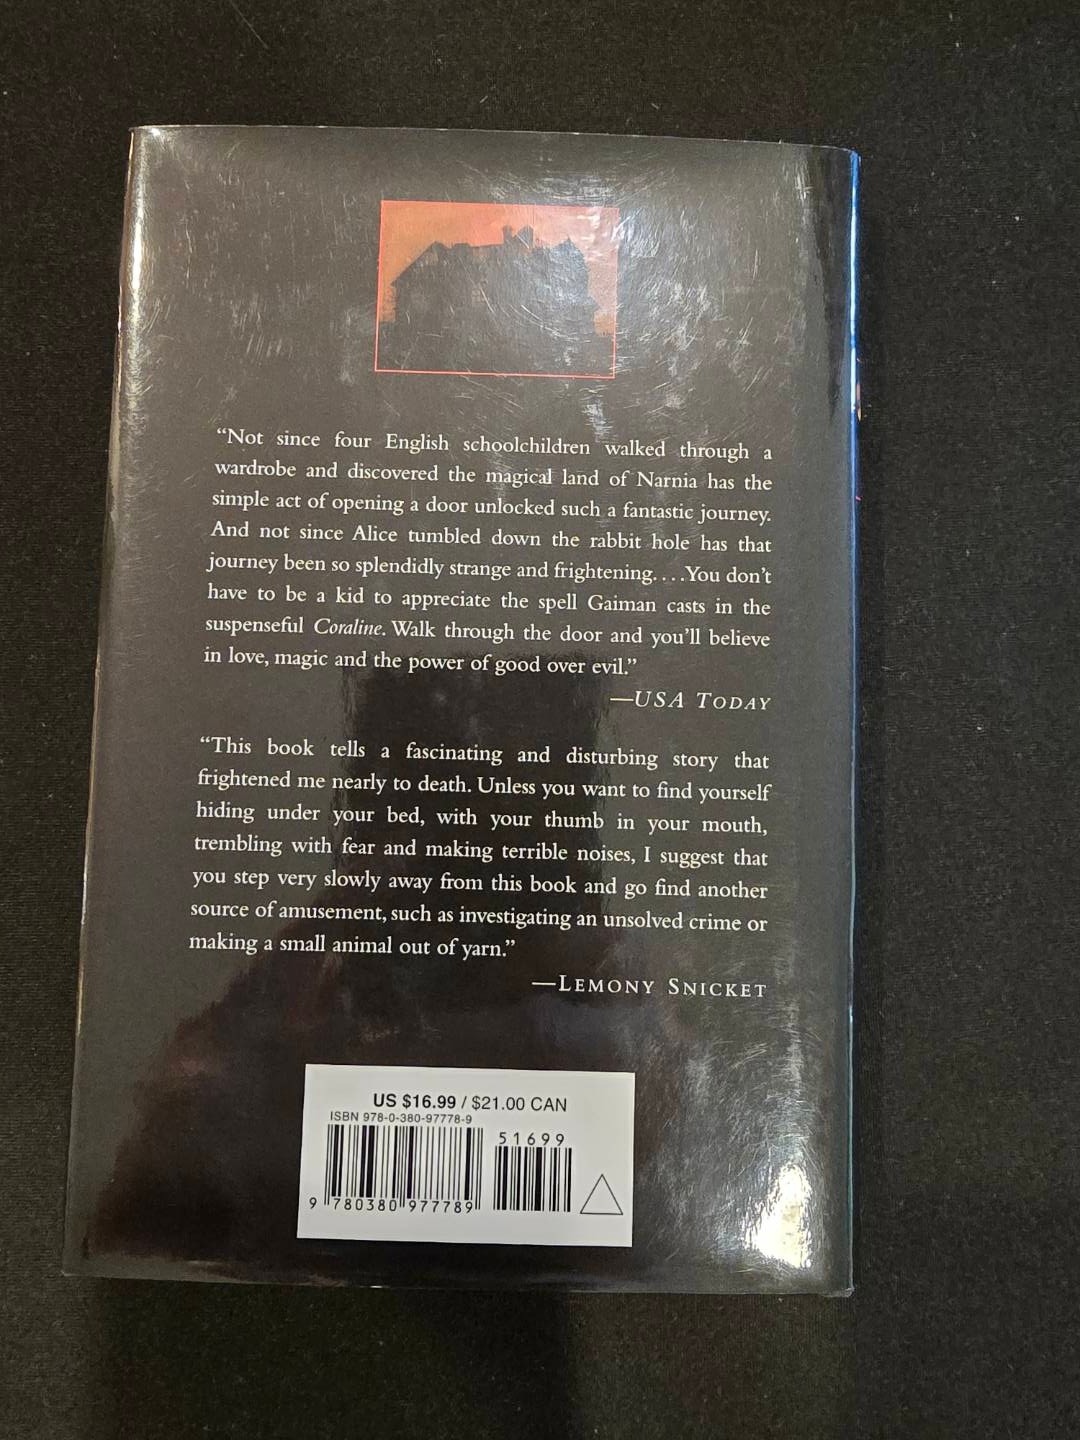 “Not since four English schoolchildren walked through a
wardrobe and discovered the magical land of Narnia has the
simple act of opening a door unlocked such a fantastic journey.
And not since Alice tumbled down the rabbit hole has that
journey been so splendidly strange and frightening. . . .You don’t
have to be a kid to appreciate the spell Gaiman casts in the
suspenseful Coraline. Walk through the door and you’ll believe
in love, magic and the power of good over evil.”
—USA TODAY
“This book tells a fascinating and disturbing story that
frightened me nearly to death. Unless you want to find yourself
hiding under your bed, with your thumb in your mouth,
trembling with fear and making terrible noises, I suggest that
you step very slowly away from this book and go find another
source of amusement, such as investigating an unsolved crime or
making a small animal out of yarn.”
—LEMONY SNICKET
US $16.99 / $21.00 CAN
ISBN 978-0-380-97778-9
51699
9 780380 977789